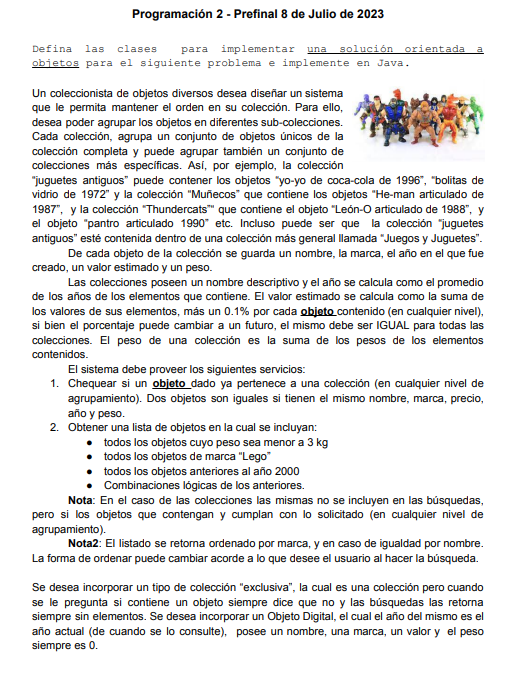 Programación 2 - Prefinal 8 de Julio de 2023
Defina las clases para implementar una solución orientada a
objetos para el siguiente problema e implemente en Java.
Un coleccionista de objetos diversos desea diseñar un sistema
que le permita mantener el orden en su colección. Para ello,
desea poder agrupar los objetos en diferentes sub-colecciones.
Cada colección, agrupa un conjunto de objetos únicos de la
colección completa y puede agrupar también un conjunto de
colecciones más específicas. Así, por ejemplo, la colección
“juguetes antiguos” puede contener los objetos “yo-yo de coca-cola de 1996”, “bolitas de
vidrio de 1972” y la colección “Muñecos” que contiene los objetos “He-man articulado de
1987”, y la colección “Thundercats”“ que contiene el objeto “León-O articulado de 1988”, y
el objeto “pantro articulado 1990” etc. Incluso puede ser que la colección “juguetes
antiguos” esté contenida dentro de una colección más general llamada “Juegos y Juguetes”.
De cada objeto de la colección se guarda un nombre, la marca, el año en el que fue
creado, un valor estimado y un peso.
Las colecciones poseen un nombre descriptivo y el año se calcula como el promedio
de los años de los elementos que contiene. El valor estimado se calcula como la suma de
los valores de sus elementos, más un 0.1% por cada objeto contenido (en cualquier nivel),
si bien el porcentaje puede cambiar a un futuro, el mismo debe ser IGUAL para todas las
colecciones. El peso de una colección es la suma de los pesos de los elementos
contenidos.
El sistema debe proveer los siguientes servicios:
1. Chequear si un objeto dado ya pertenece a una colección (en cualquier nivel de
agrupamiento). Dos objetos son iguales si tienen el mismo nombre, marca, precio,
año y peso.
2. Obtener una lista de objetos en la cual se incluyan:
● todos los objetos cuyo peso sea menor a 3 kg
● todos los objetos de marca “Lego”
● todos los objetos anteriores al año 2000
● Combinaciones lógicas de los anteriores.
Nota: En el caso de las colecciones las mismas no se incluyen en las búsquedas,
pero si los objetos que contengan y cumplan con lo solicitado (en cualquier nivel de
agrupamiento).
Nota2: El listado se retorna ordenado por marca, y en caso de igualdad por nombre.
La forma de ordenar puede cambiar acorde a lo que desee el usuario al hacer la búsqueda.
Se desea incorporar un tipo de colección “exclusiva”, la cual es una colección pero cuando
se le pregunta si contiene un objeto siempre dice que no y las búsquedas las retorna
siempre sin elementos. Se desea incorporar un Objeto Digital, el cual el año del mismo es el
año actual (de cuando se lo consulte), posee un nombre, una marca, un valor y el peso
siempre es 0.